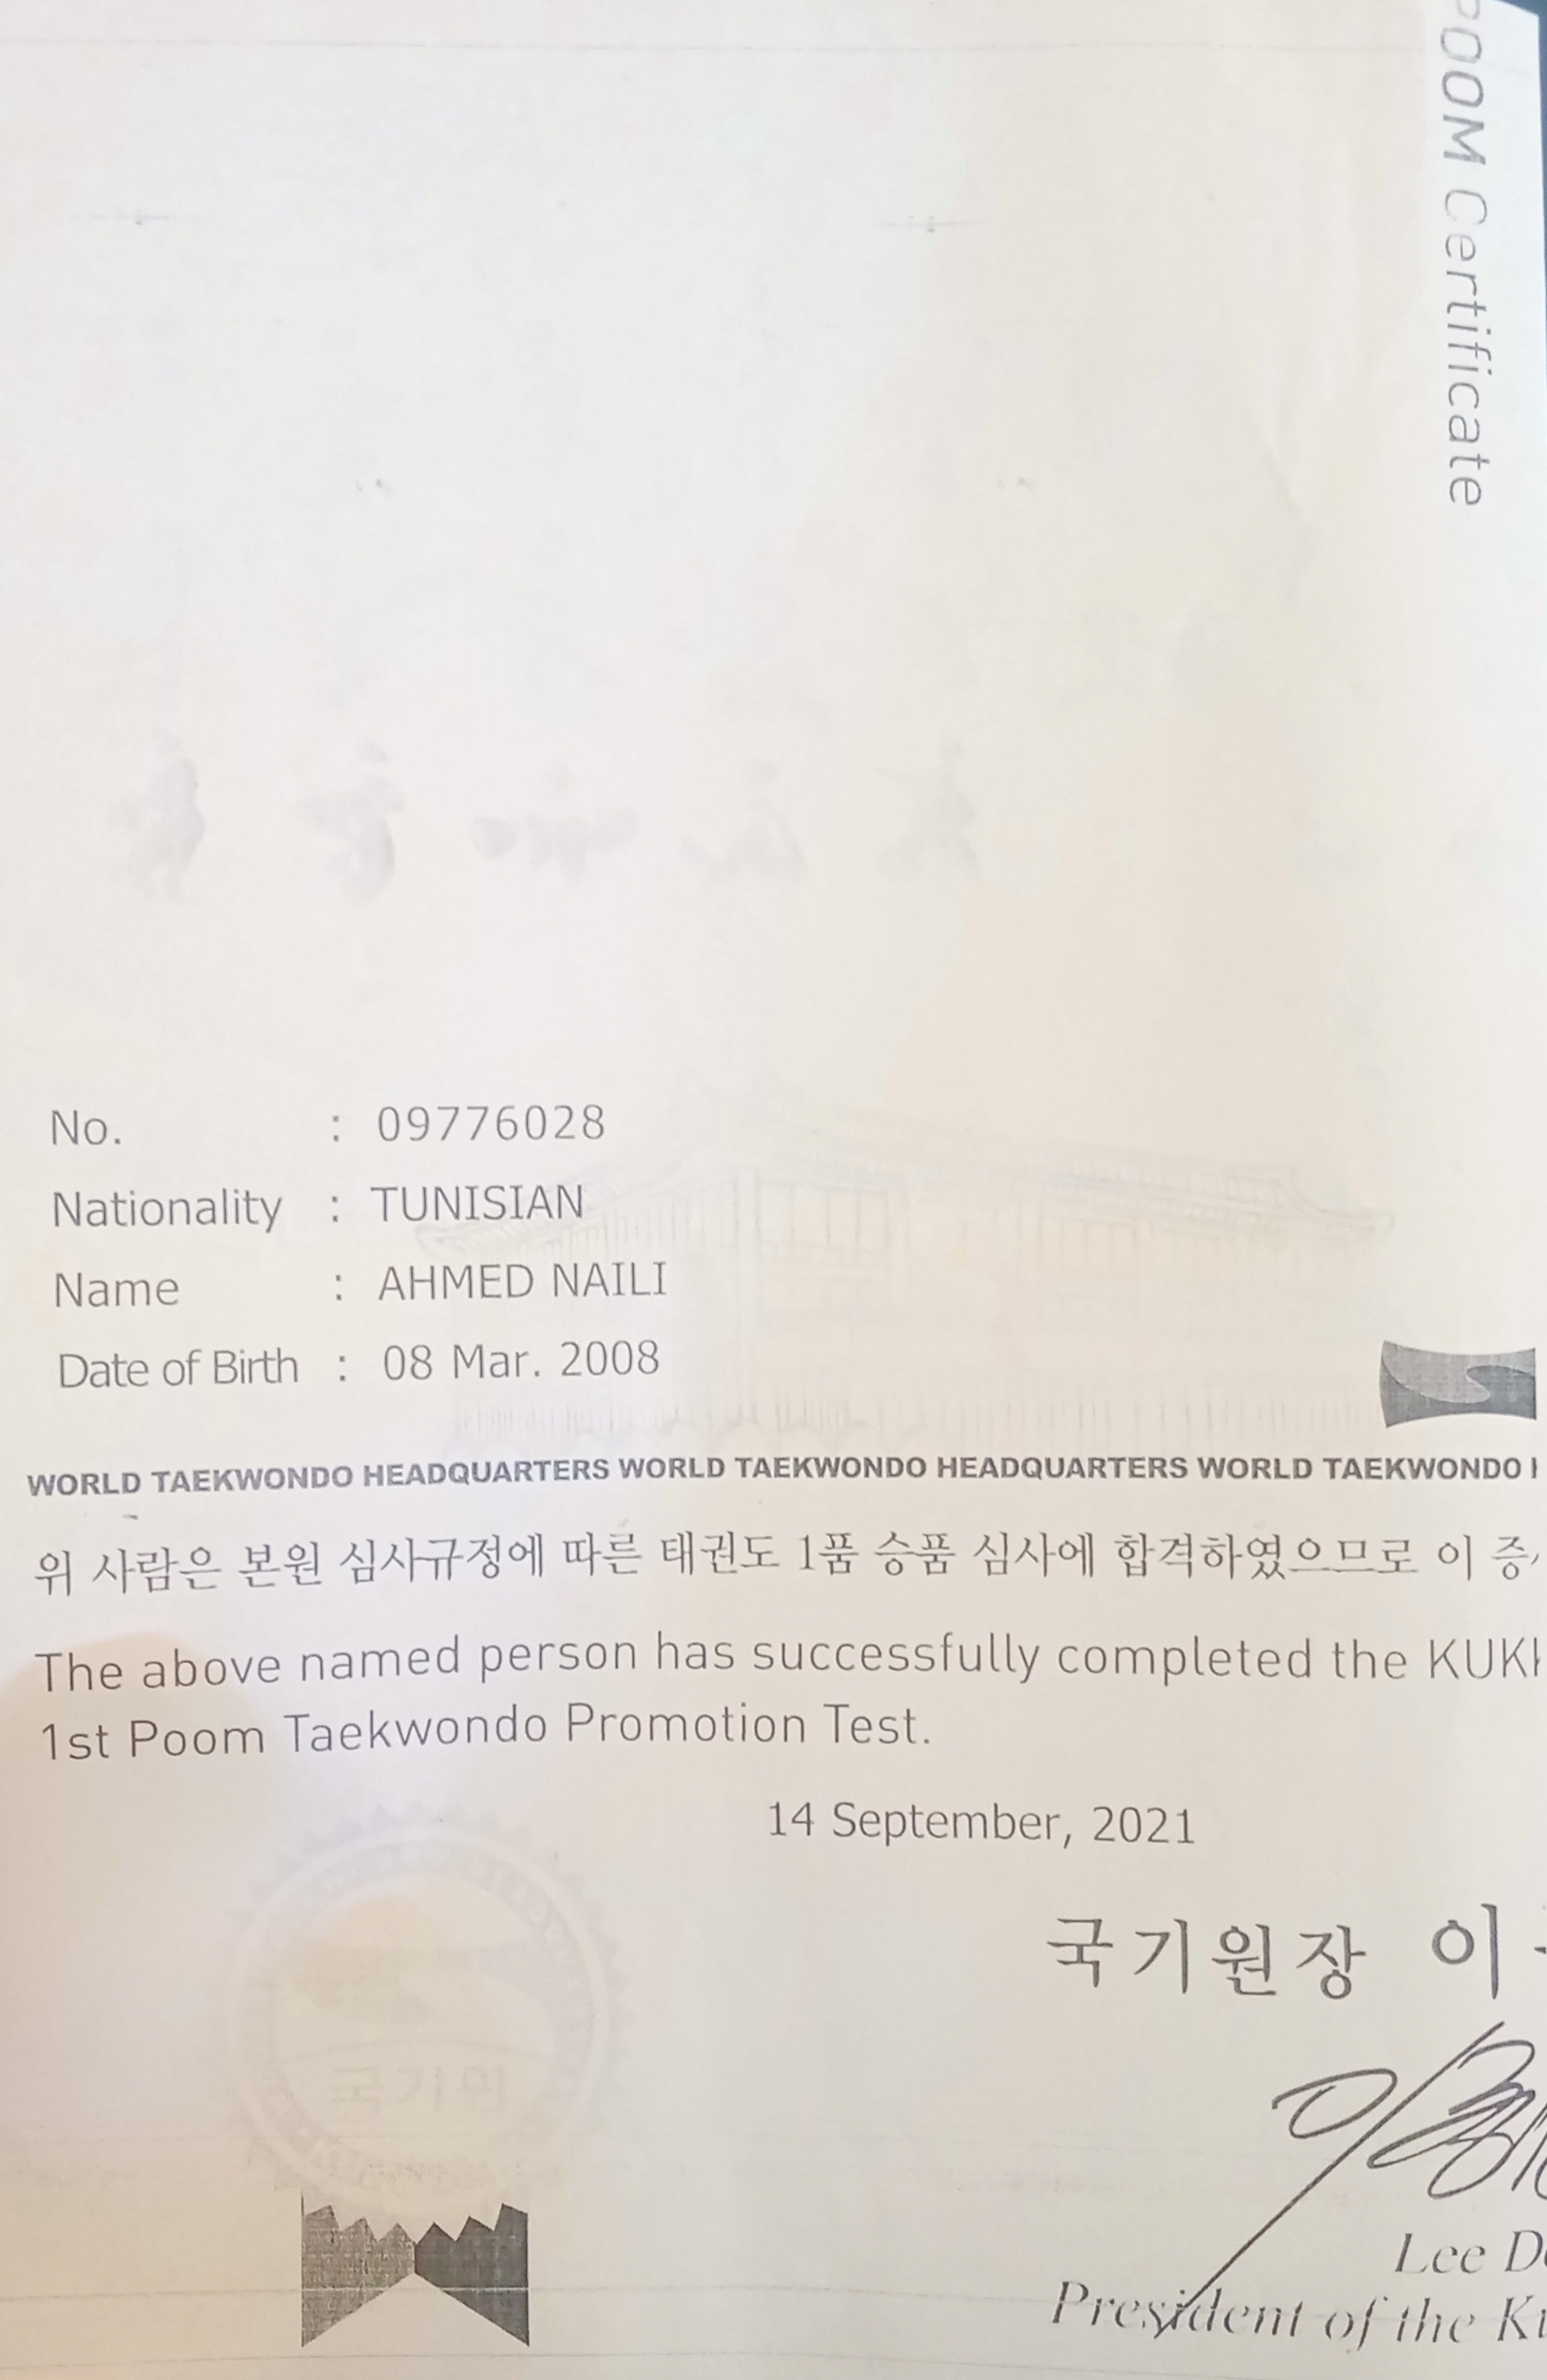 POOM Certificate
No. : 09776028
Nationality : TUNISIAN
Name : AHMED NAILI
Date of Birth : 08 Mar. 2008
WORLD TAEKWONDO HEADQUARTERS WORLD TAEKWONDO HEADQUARTERS WORLD TAEKWONDO
위 사람은 본원 심사규정에 따른 태권도 1품 승품 심사에 합격하였으므로 이
The above named person has successfully completed the
1st Poom Taekwondo Promotion Test.
14 September, 2021
국기원장 이
국기원
Lee
President of the